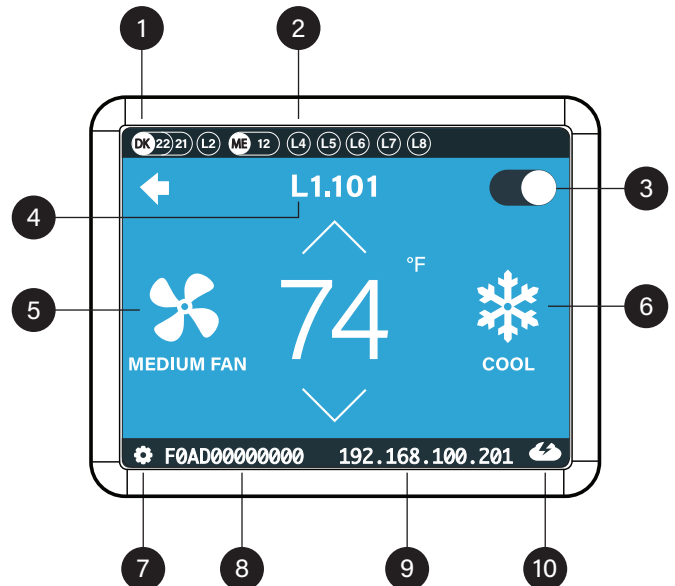 1 2
DK 22 21 L2 ME 12 L4 L5 L6 L7 L8
L1.101
3
4
°F
5
74
6
MEDIUM FAN
COOL
F0AD00000000 192.168.100.201
7 8 9 10